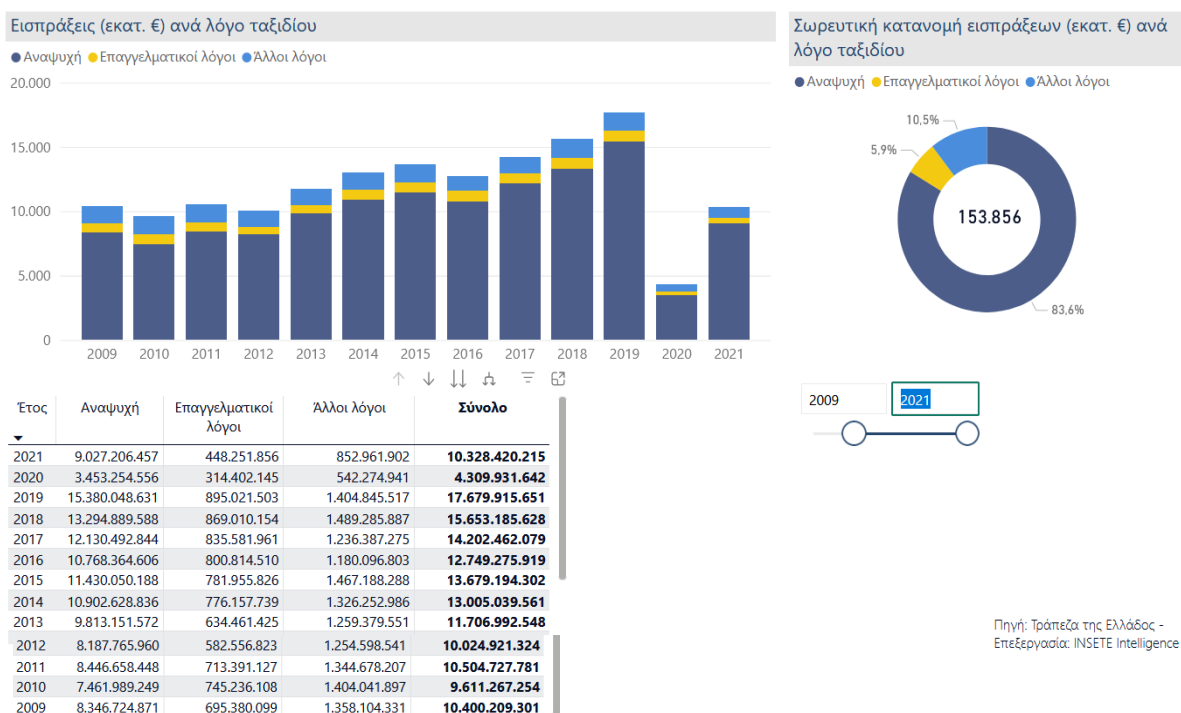 Εισπράξεις (εκατ. €) ανά λόγο ταξιδίου
Αναψυχή Επαγγελματικοί λόγοι Άλλοι λόγοι
20.000
15.000
10.000
5.000
0
2009 2010 2011 2012 2013 2014 2015 2016 2017 2018 2019 2020 2021
Σωρευτική κατανομή εισπράξεων (εκατ. €) ανά
λόγο ταξιδίου
Αναψυχή Επαγγελματικοί λόγοι Άλλοι λόγοι
10,5%
5,9%
153.856
83,6%
2009 2021
Έτος Αναψυχή Επαγγελματικοί Άλλοι λόγοι Σύνολο
λόγοι
2021 9.027.206.457 448.251.856 852.961.902 10.328.420.215
2020 3.453.254.556 314.402.145 542.274.941 4.309.931.642
2019 15.380.048.631 895.021.503 1.404.845.517 17.679.915.651
2018 13.294.889.588 869.010.154 1.489.285.887 15.653.185.628
2017 12.130.492.844 835.581.961 1.236.387.275 14.202.462.079
2016 10.768.364.606 800.814.510 1.180.096.803 12.749.275.919
2015 11.430.050.188 781.955.826 1.467.188.288 13.679.194.302
2014 10.902.628.836 776.157.739 1.326.252.986 13.005.039.561
2013 9.813.151.572 634.461.425 1.259.379.551 11.706.992.548
2012 8.187.765.960 582.556.823 1.254.598.541 10.024.921.324
2011 8.446.658.448 713.391.127 1.344.678.207 10.504.727.781
2010 7.461.989.249 745.236.108 1.404.041.897 9.611.267.254
2009 8.346.724.871 695.380.099 1.358.104.331 10.400.209.301
Πηγή: Τράπεζα της Ελλάδος -
Επεξεργασία: INSETE Intelligence